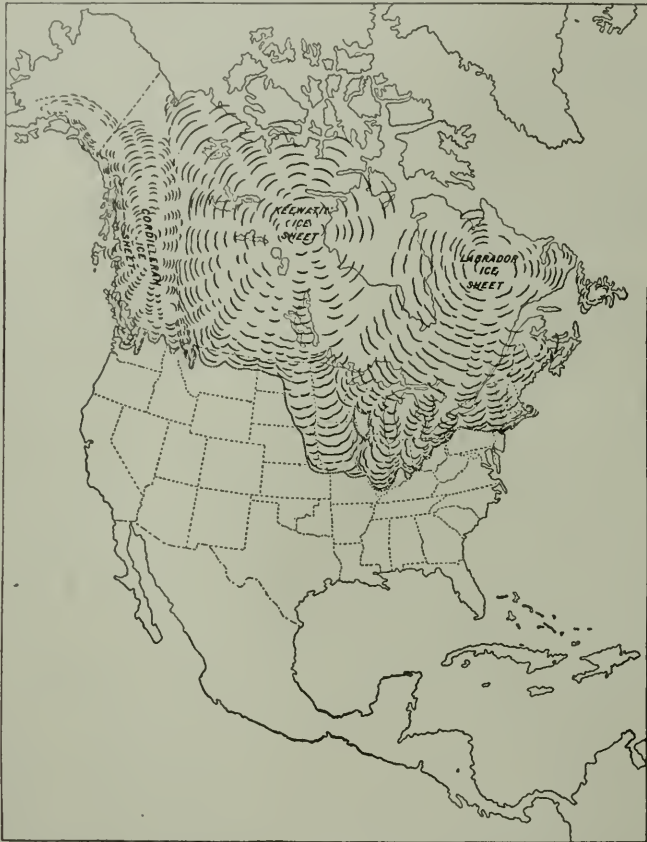 KEEWATIN
ICE
SHEET
CORDILLERAN
ICE
SHEET
LABRADOR
ICE
SHEET